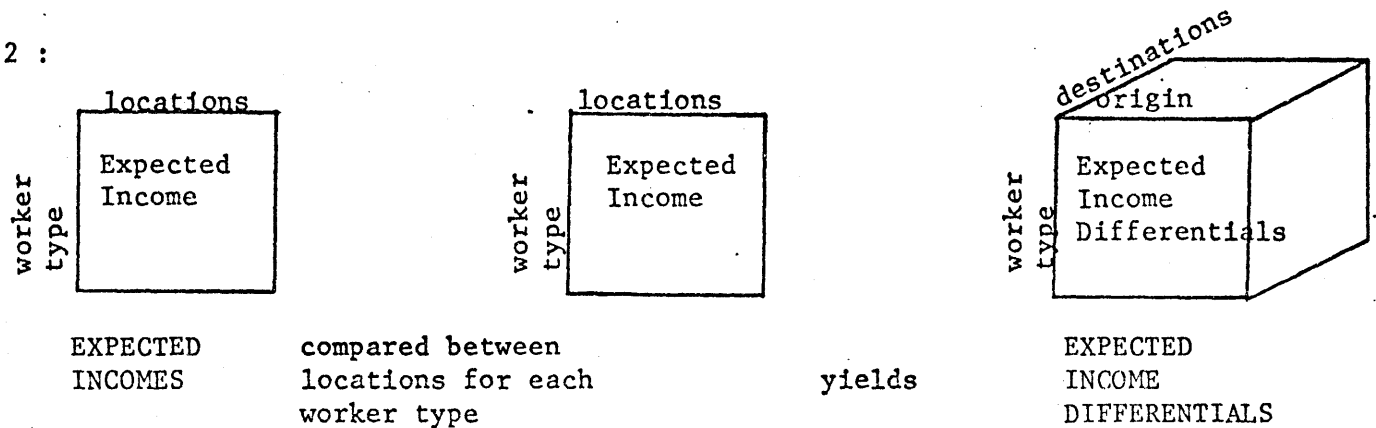 2 :
locations
worker
type
Expected
Income
locations
worker
type
Expected
Income
destinations
origin
worker
type
Expected
Income
Differentials
EXPECTED
INCOMES
compared between
locations for each
worker type
yields
EXPECTED
INCOME
DIFFERENTIALS